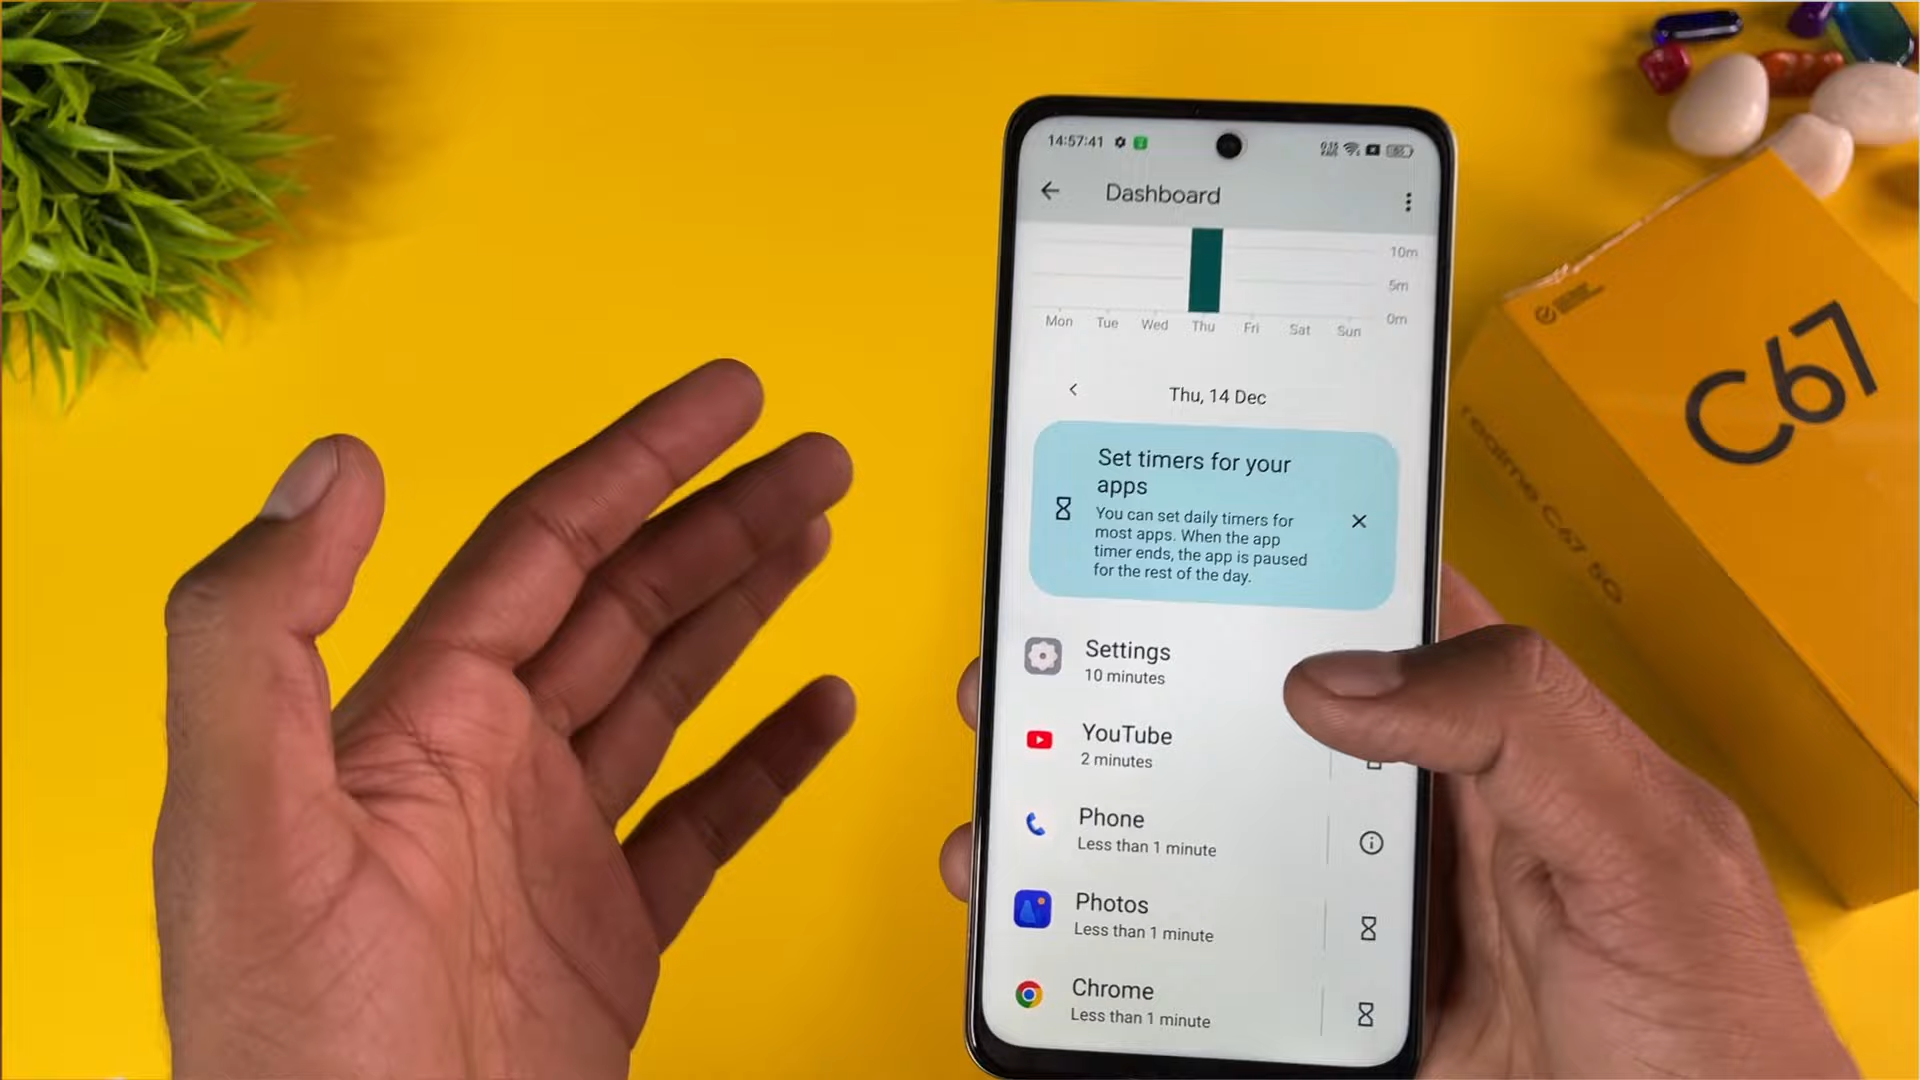 14:57:41
Dashboard
10m
5m
0m
Mon Tue Wed Thu Fri Sat Sun
Thu, 14 Dec
Set timers for your
apps
You can set daily timers for
most apps. When the app
timer ends, the app is paused
for the rest of the day.
Settings
10 minutes
YouTube
2 minutes
Phone
Less than 1 minute
Photos
Less than 1 minute
Chrome
Less than 1 minute
C67
realme C67 5G